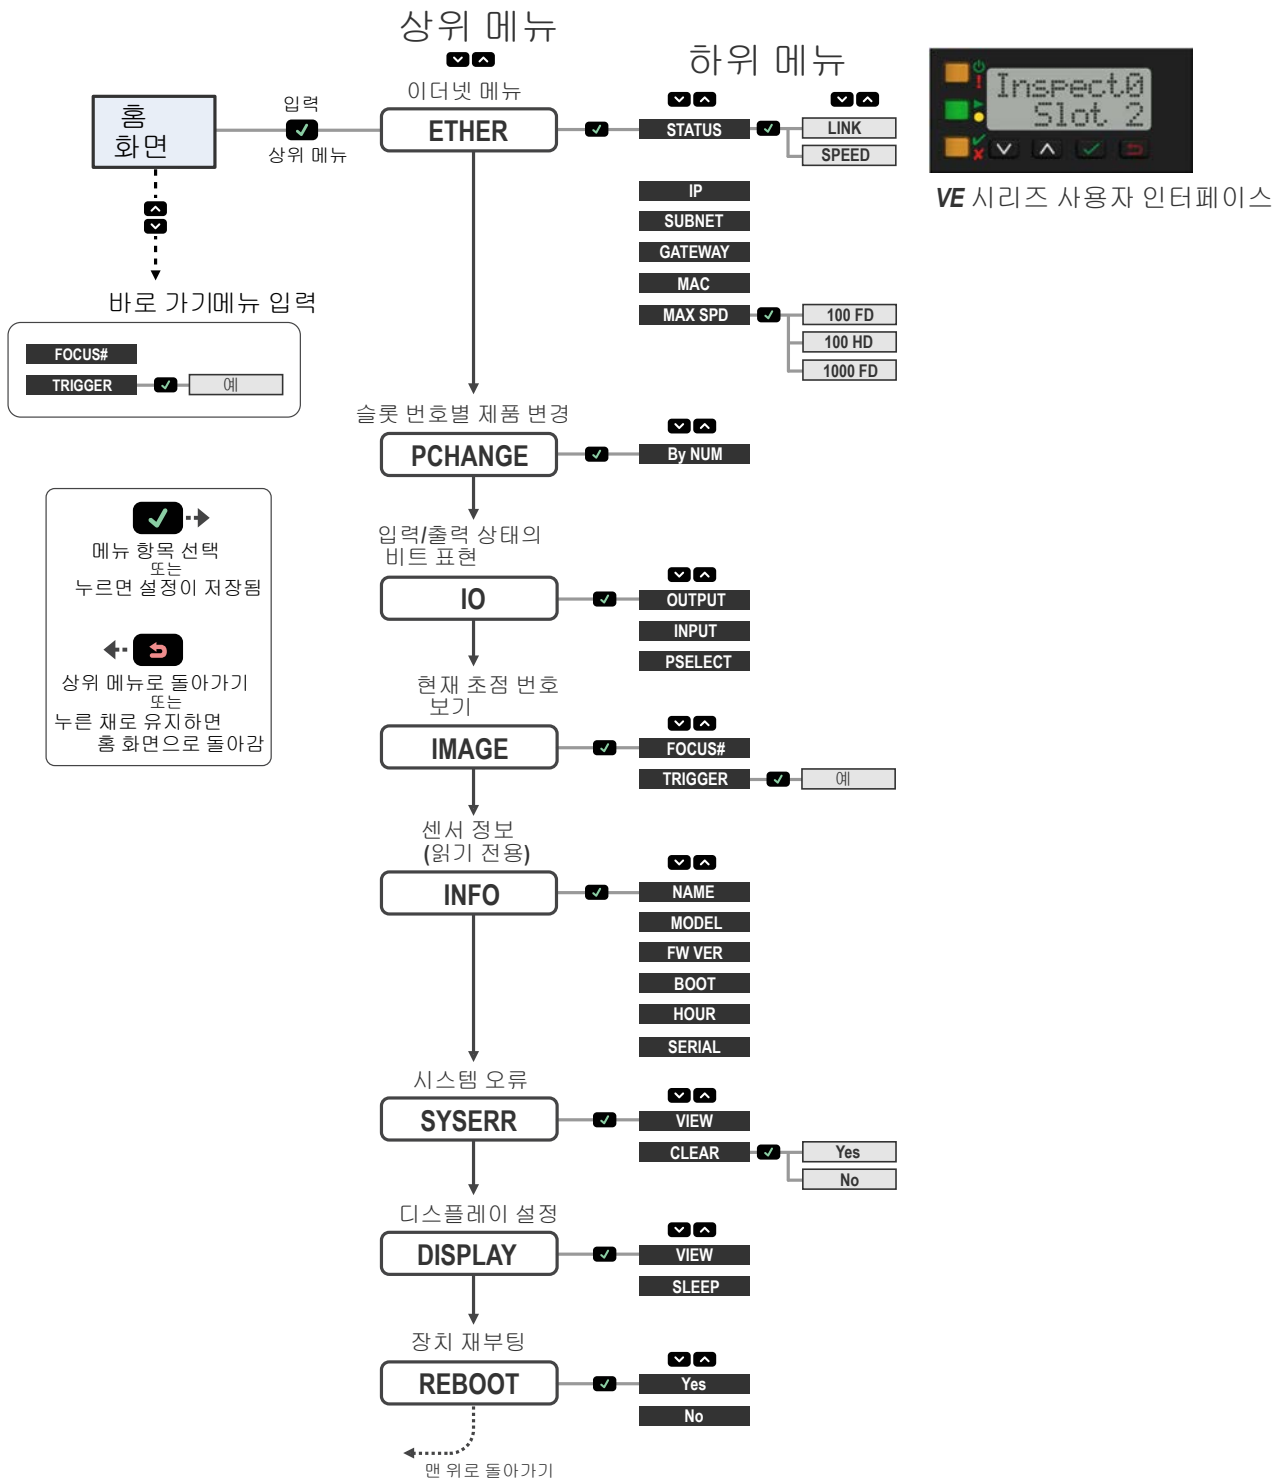 상위 메뉴
하위 메뉴
홈
화면
입력
상위 메뉴
이더넷 메뉴
ETHER
STATUS
LINK
SPEED
IP
SUBNET
GATEWAY
MAC
MAX SPD
100 FD
100 HD
1000 FD
Inspect0
Slot 2
VE 시리즈 사용자 인터페이스
바로 가기메뉴 입력
FOCUS#
TRIGGER
예
슬롯 번호별 제품 변경
PCHANGE
By NUM
메뉴 항목 선택
또는
누르면 설정이 저장됨
상위 메뉴로 돌아가기
또는
누른 채로 유지하면
홈 화면으로 돌아감
입력/출력 상태의
비트 표현
IO
OUTPUT
INPUT
PSELECT
현재 초점 번호
보기
IMAGE
FOCUS#
TRIGGER
예
센서 정보
(읽기 전용)
INFO
NAME
MODEL
FW VER
BOOT
HOUR
SERIAL
시스템 오류
SYSERR
VIEW
CLEAR
Yes
No
디스플레이 설정
DISPLAY
VIEW
SLEEP
장치 재부팅
REBOOT
Yes
No
맨 위로 돌아가기